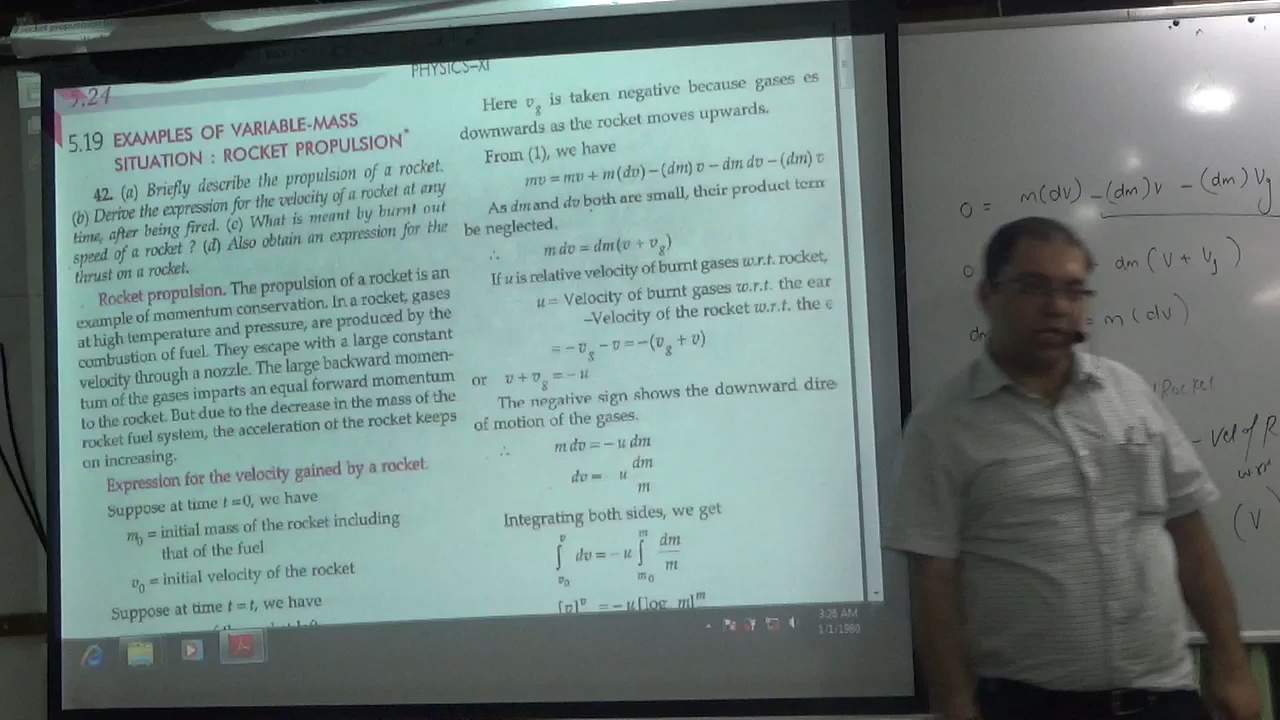 PHYSICS–XI
5.24
5.19 EXAMPLES OF VARIABLE-MASS
SITUATION : ROCKET PROPULSION*
42. (a) Briefly describe the propulsion of a rocket.
(b) Derive the expression for the velocity of a rocket at any
time, after being fired. (c) What is meant by burnt out
speed of a rocket ? (d) Also obtain an expression for the
thrust on a rocket.
Rocket propulsion. The propulsion of a rocket is an
example of momentum conservation. In a rocket, gases
at high temperature and pressure, are produced by the
combustion of fuel. They escape with a large constant
velocity through a nozzle. The large backward momen-
tum of the gases imparts an equal forward momentum
to the rocket. But due to the decrease in the mass of the
rocket fuel system, the acceleration of the rocket keeps
on increasing.
Expression for the velocity gained by a rocket.
Suppose at time t = 0, we have
m₀ = initial mass of the rocket including
that of the fuel
v₀ = initial velocity of the rocket
Suppose at time t = t, we have
Here v_g is taken negative because gases es
downwards as the rocket moves upwards.
From (1), we have
mv = mv + m(dv) – (dm) v – dm dv – (dm) v
As dm and dv both are small, their product term
be neglected.
∴ m dv = dm (v + v_g)
If u is relative velocity of burnt gases w.r.t. rocket,
u = Velocity of burnt gases w.r.t. the ear
–Velocity of the rocket w.r.t. the e
= – v_g – v = – (v_g + v)
or v + v_g = – u
The negative sign shows the downward dire
of motion of the gases.
∴ m dv = – u dm
dv = u dm/m
Integrating both sides, we get
∫_{v₀}^{v} dv = – u ∫_{m₀}^{m} dm/m
[v]^v = – u [log m]^m
3:26 AM
1/1/1980
0 = m(dv) – (dm)v – (dm) Vg
0 + dm (V + Vg)
dm = m (dv)
Rocket
– Vel of R
(V